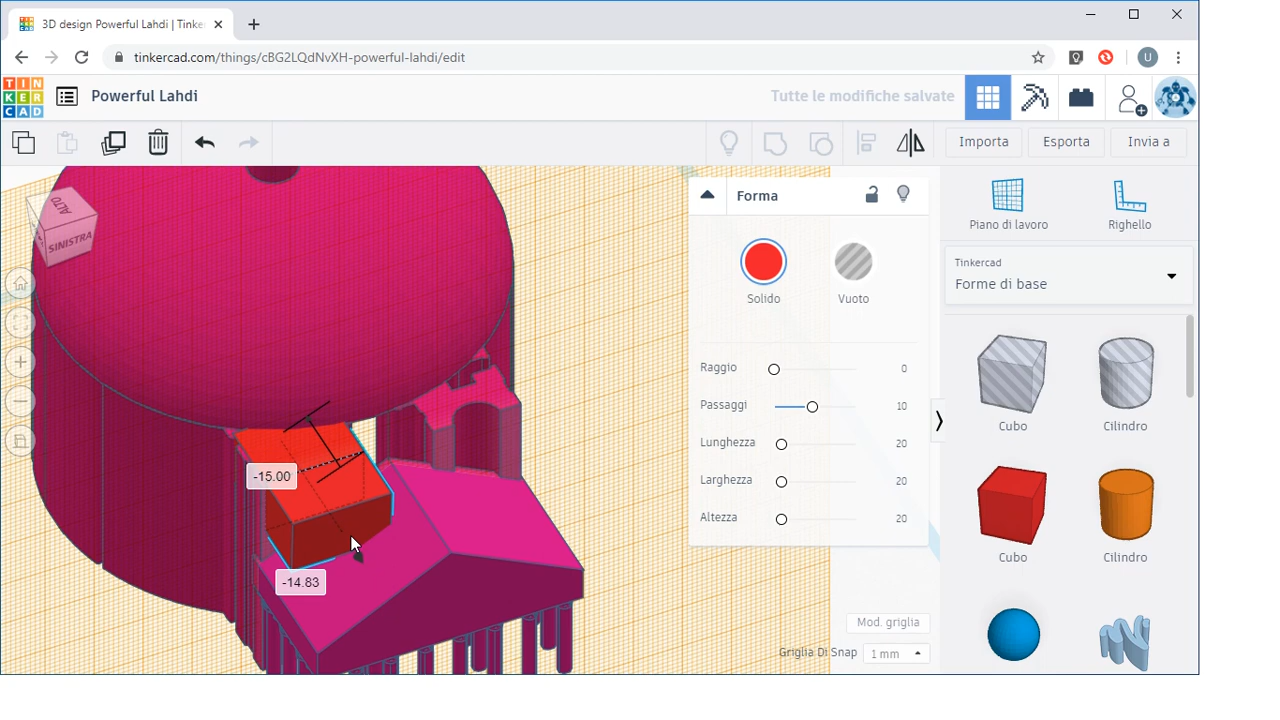 3D design Powerful Lahdi | Tinke
tinkercad.com/things/cBG2LQdNvXH-powerful-lahdi/edit
U
TIN
KER
CAD
Powerful Lahdi
Tutte le modifiche salvate
Importa
Esporta
Invia a
ALTO
SINISTRA
Forma
Solido
Vuoto
Raggio
0
Passaggi
10
Lunghezza
20
Larghezza
20
Altezza
20
-15.00
-14.83
Mod. griglia
Griglia Di Snap
1 mm
Piano di lavoro
Righello
Tinkercad
Forme di base
Cubo
Cilindro
Cubo
Cilindro